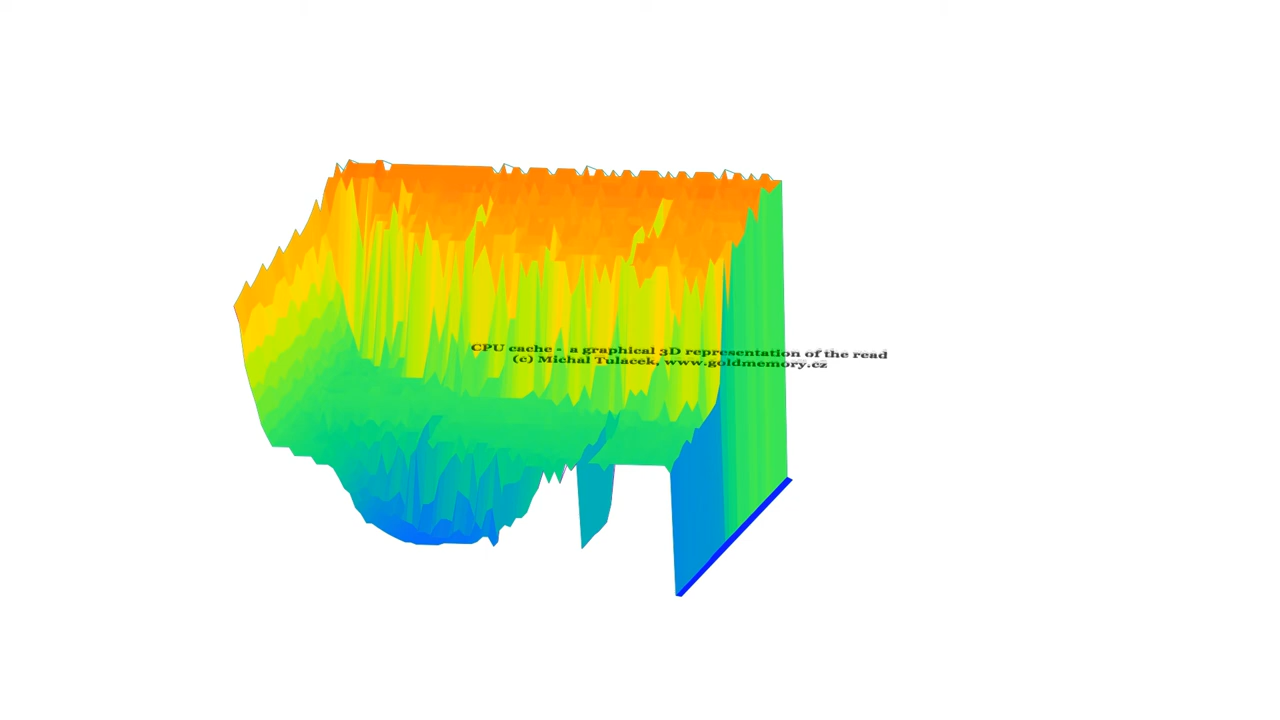 CPU cache - a graphical 3D representation of the read
(c) Michal Tulacek, www.goldmemory.cz